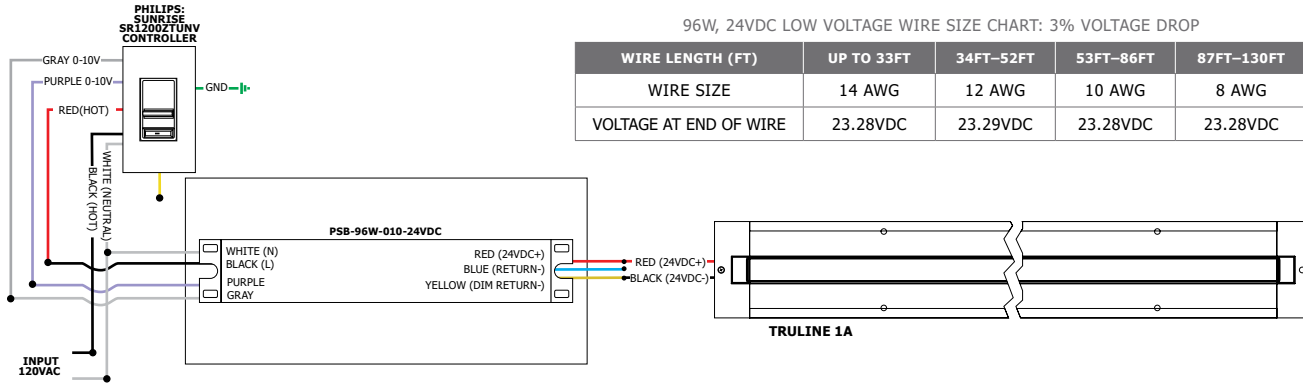 PHILIPS:
SUNRISE
SR1200ZTUNV
CONTROLLER
GRAY 0-10V
PURPLE 0-10V
RED(HOT)
GND
WHITE (NEUTRAL)
BLACK (HOT)
INPUT
120VAC
96W, 24VDC LOW VOLTAGE WIRE SIZE CHART: 3% VOLTAGE DROP
WIRE LENGTH (FT) UP TO 33FT 34FT–52FT 53FT–86FT 87FT–130FT
WIRE SIZE 14 AWG 12 AWG 10 AWG 8 AWG
VOLTAGE AT END OF WIRE 23.28VDC 23.29VDC 23.28VDC 23.28VDC
PSB-96W-010-24VDC
WHITE (N)
BLACK (L)
PURPLE
GRAY
RED (24VDC+)
BLUE (RETURN-)
YELLOW (DIM RETURN-)
RED (24VDC+)
BLACK (24VDC-)
TRULINE 1A